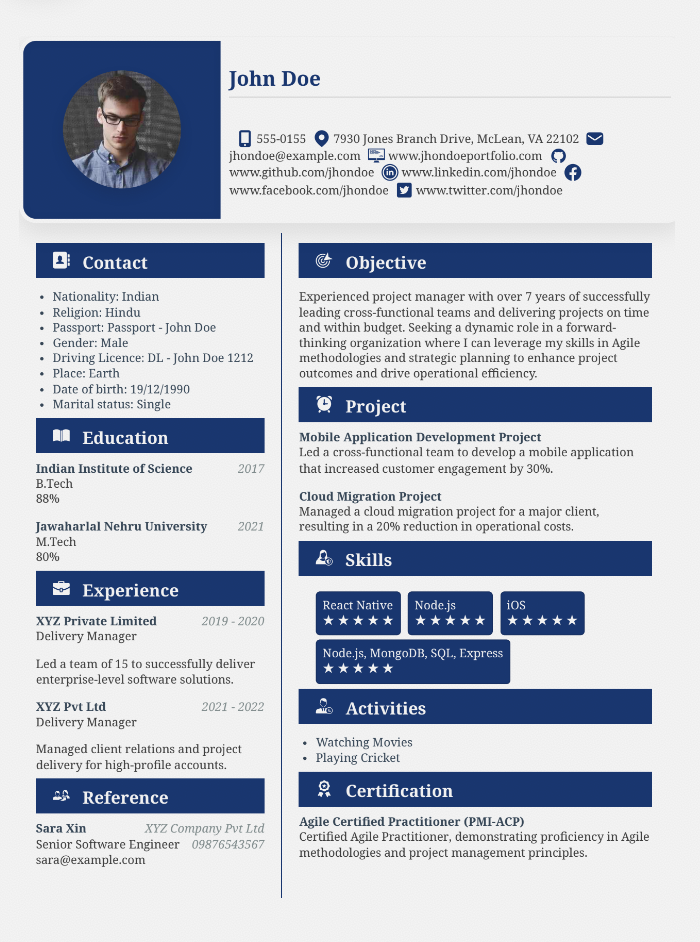 John Doe
555-0155 7930 Jones Branch Drive, McLean, VA 22102
jhondoe@example.com www.jhondoeportfolio.com
www.github.com/jhondoe www.linkedin.com/jhondoe
www.facebook.com/jhondoe www.twitter.com/jhondoe
Contact
• Nationality: Indian
• Religion: Hindu
• Passport: Passport - John Doe
• Gender: Male
• Driving Licence: DL - John Doe 1212
• Place: Earth
• Date of birth: 19/12/1990
• Marital status: Single
Education
Indian Institute of Science 2017
B.Tech
88%
Jawaharlal Nehru University 2021
M.Tech
80%
Experience
XYZ Private Limited 2019 - 2020
Delivery Manager
Led a team of 15 to successfully deliver
enterprise-level software solutions.
XYZ Pvt Ltd 2021 - 2022
Delivery Manager
Managed client relations and project
delivery for high-profile accounts.
Reference
Sara Xin XYZ Company Pvt Ltd
Senior Software Engineer 09876543567
sara@example.com
Objective
Experienced project manager with over 7 years of successfully
leading cross-functional teams and delivering projects on time
and within budget. Seeking a dynamic role in a forward-
thinking organization where I can leverage my skills in Agile
methodologies and strategic planning to enhance project
outcomes and drive operational efficiency.
Project
Mobile Application Development Project
Led a cross-functional team to develop a mobile application
that increased customer engagement by 30%.
Cloud Migration Project
Managed a cloud migration project for a major client,
resulting in a 20% reduction in operational costs.
Skills
React Native Node.js iOS
★★★★★ ★★★★★ ★★★★★
Node.js, MongoDB, SQL, Express
★★★★★
Activities
• Watching Movies
• Playing Cricket
Certification
Agile Certified Practitioner (PMI-ACP)
Certified Agile Practitioner, demonstrating proficiency in Agile
methodologies and project management principles.